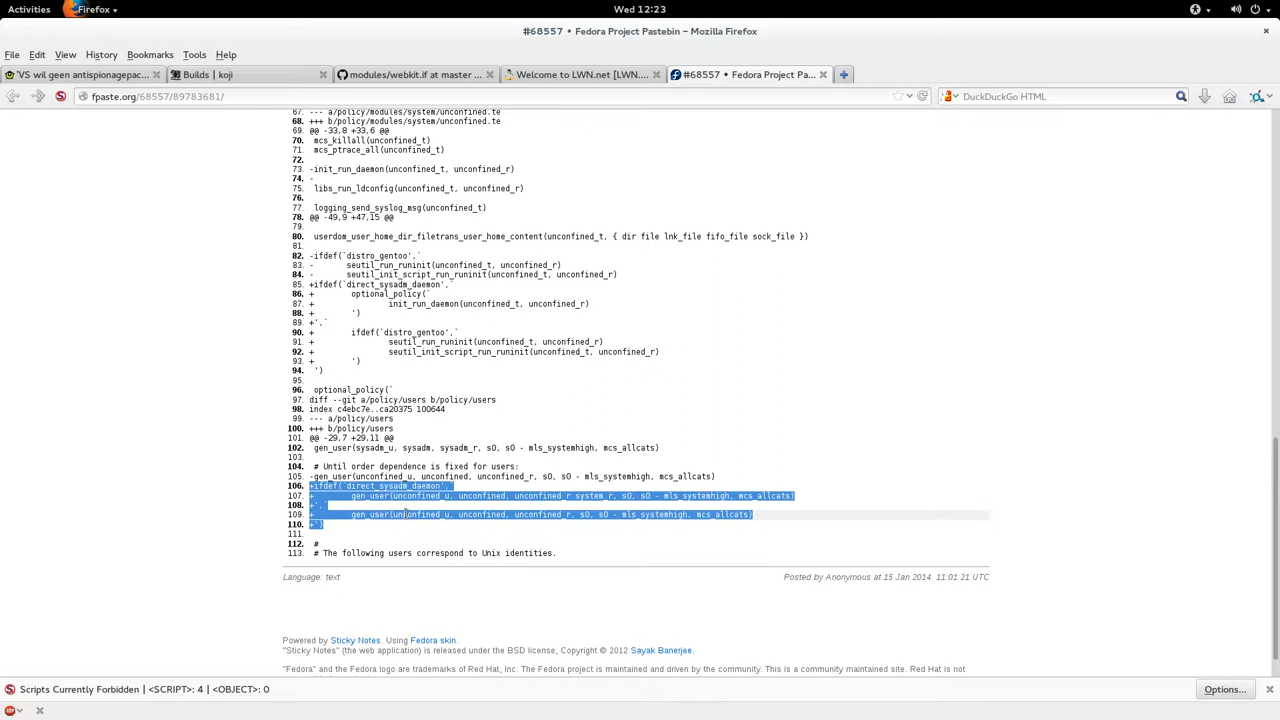 Activities Firefox Wed 12:23
#68557 • Fedora Project Pastebin – Mozilla Firefox
File Edit View History Bookmarks Tools Help
'VS wil geen antispionagepac... Builds | koji modules/webkit.if at master ... Welcome to LWN.net [LWN.... #68557 • Fedora Project Pa...
fpaste.org/68557/89783681/ DuckDuckGo HTML
67. --- a/policy/modules/system/unconfined.te
68. +++ b/policy/modules/system/unconfined.te
69. @@ -33,8 +33,6 @@
70. mcs_killall(unconfined_t)
71. mcs_ptrace_all(unconfined_t)
72.
73. -init_run_daemon(unconfined_t, unconfined_r)
74. -
75. libs_run_ldconfig(unconfined_t, unconfined_r)
76.
77. logging_send_syslog_msg(unconfined_t)
78. @@ -49,9 +47,15 @@
79.
80. userdom_user_home_dir_filetrans_user_home_content(unconfined_t, { dir file lnk_file fifo_file sock_file })
81.
82. -ifdef(`distro_gentoo',`
83. - seutil_run_runinit(unconfined_t, unconfined_r)
84. - seutil_init_script_run_runinit(unconfined_t, unconfined_r)
85. +ifdef(`direct_sysadm_daemon',`
86. + optional_policy(`
87. + init_run_daemon(unconfined_t, unconfined_r)
88. + ')
89. +',`
90. + ifdef(`distro_gentoo',`
91. + seutil_run_runinit(unconfined_t, unconfined_r)
92. + seutil_init_script_run_runinit(unconfined_t, unconfined_r)
93. + ')
94. ')
95.
96. optional_policy(`
97. diff --git a/policy/users b/policy/users
98. index c4ebc7e..ca20375 100644
99. --- a/policy/users
100. +++ b/policy/users
101. @@ -29,7 +29,11 @@
102. gen_user(sysadm_u, sysadm, sysadm_r, s0, s0 - mls_systemhigh, mcs_allcats)
103.
104. # Until order dependence is fixed for users:
105. -gen_user(unconfined_u, unconfined, unconfined_r, s0, s0 - mls_systemhigh, mcs_allcats)
106. +ifdef(`direct_sysadm_daemon',`
107. + gen_user(unconfined_u, unconfined, unconfined_r system_r, s0, s0 - mls_systemhigh, mcs_allcats)
108. +',`
109. + gen_user(unconfined_u, unconfined, unconfined_r, s0, s0 - mls_systemhigh, mcs_allcats)
110. +')
111.
112. #
113. # The following users correspond to Unix identities.
Language: text Posted by Anonymous at 15 Jan 2014, 11:01:21 UTC
Powered by Sticky Notes. Using Fedora skin.
"Sticky Notes" (the web application) is released under the BSD license, Copyright © 2012 Sayak Banerjee.
"Fedora" and the Fedora logo are trademarks of Red Hat, Inc. The Fedora project is maintained and driven by the community. This is a community maintained site. Red Hat is not
Scripts Currently Forbidden | <SCRIPT>: 4 | <OBJECT>: 0 Options...